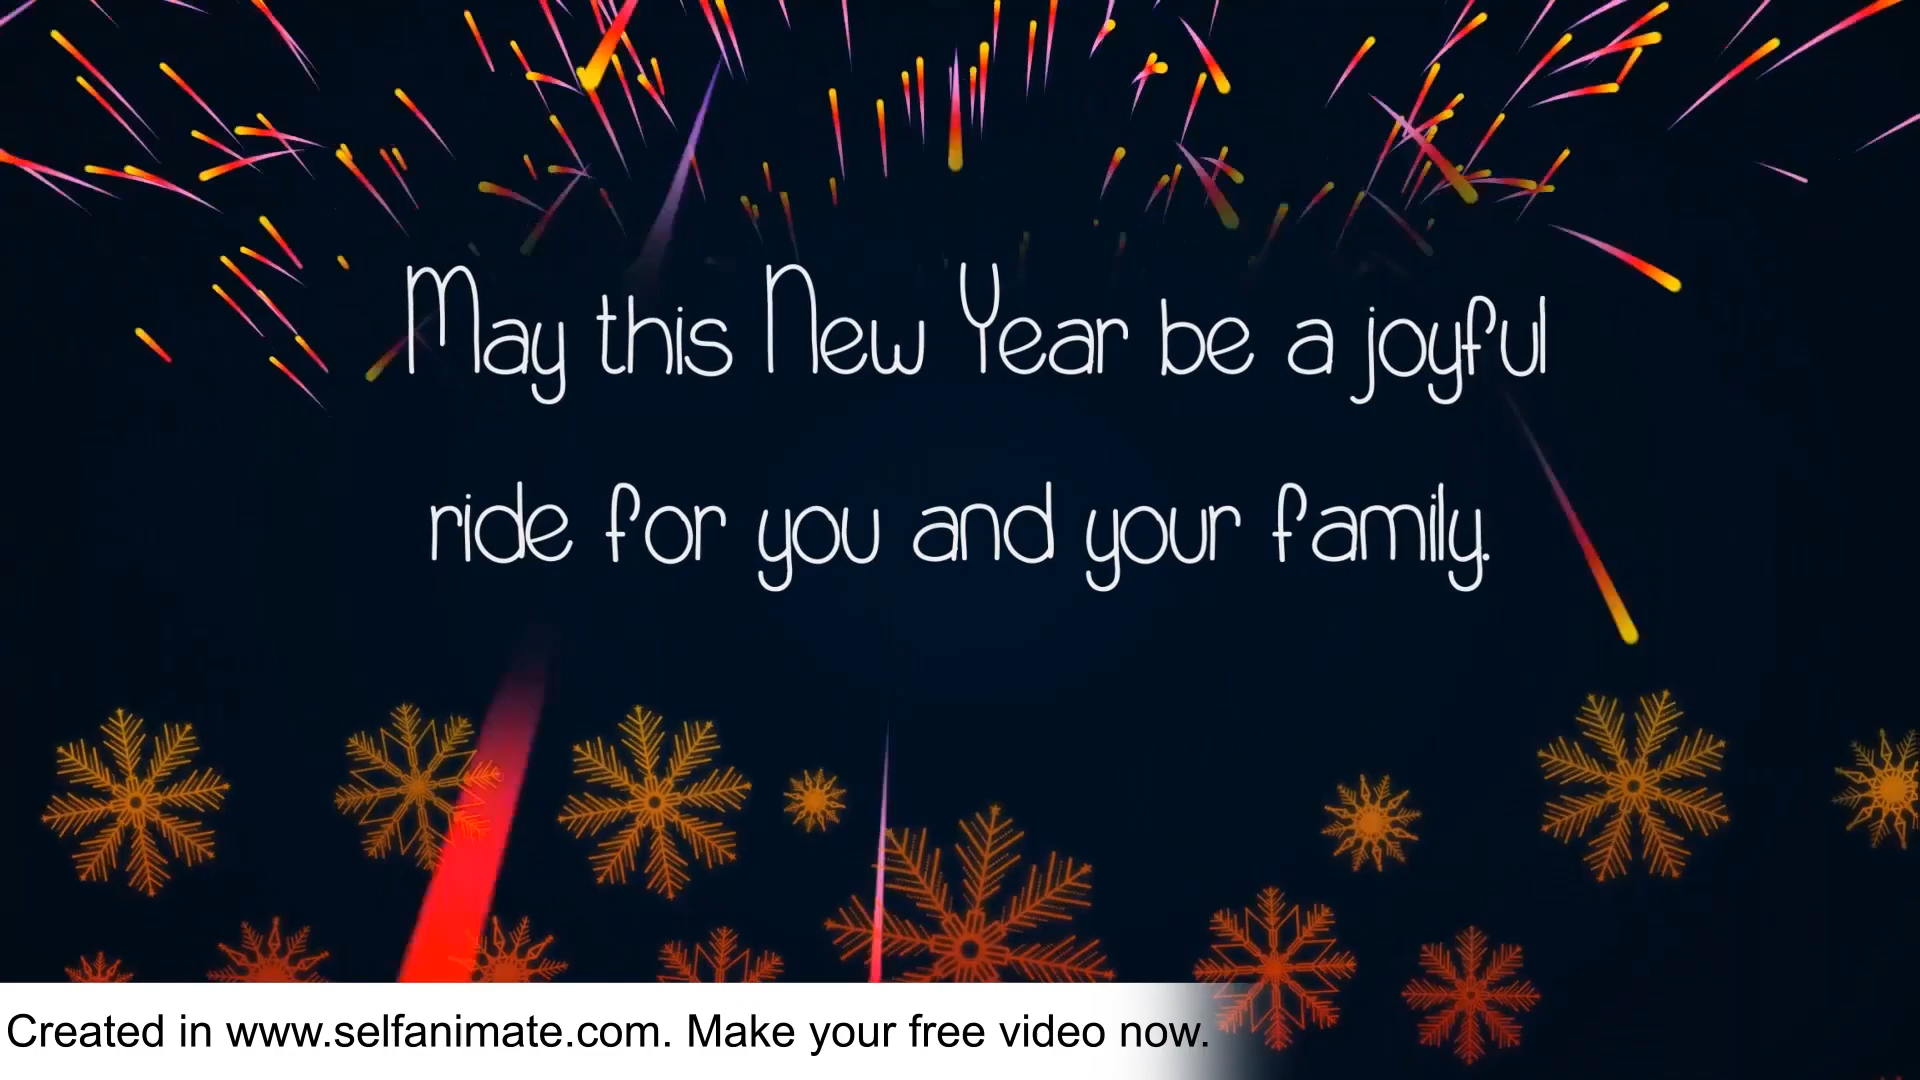 May this New Year be a joyful
ride for you and your family.
Created in www.selfanimate.com. Make your free video now.